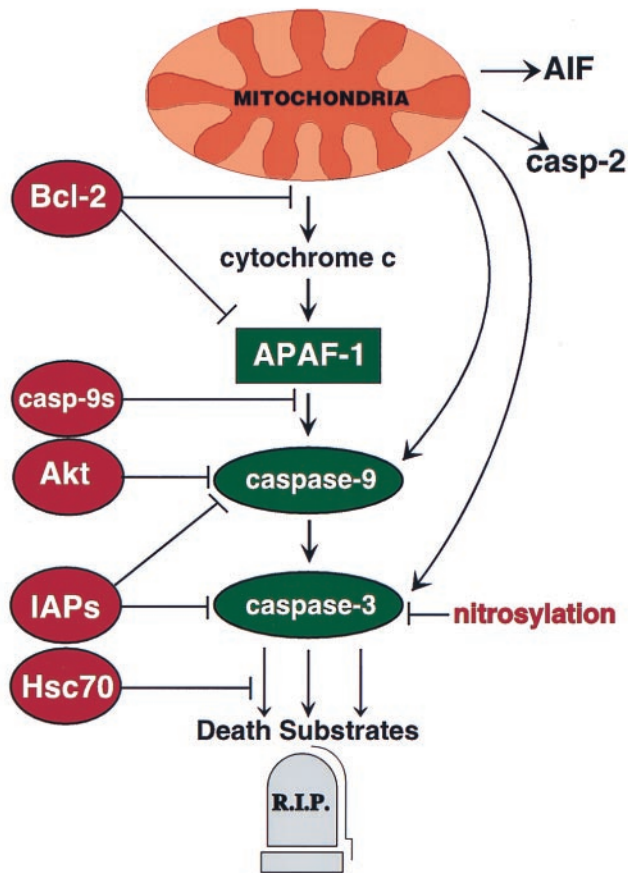 MITOCHONDRIA
AIF
casp-2
Bcl-2
cytochrome c
APAF-1
casp-9s
Akt
caspase-9
IAPs
caspase-3
nitrosylation
Hsc70
Death Substrates
R.I.P.